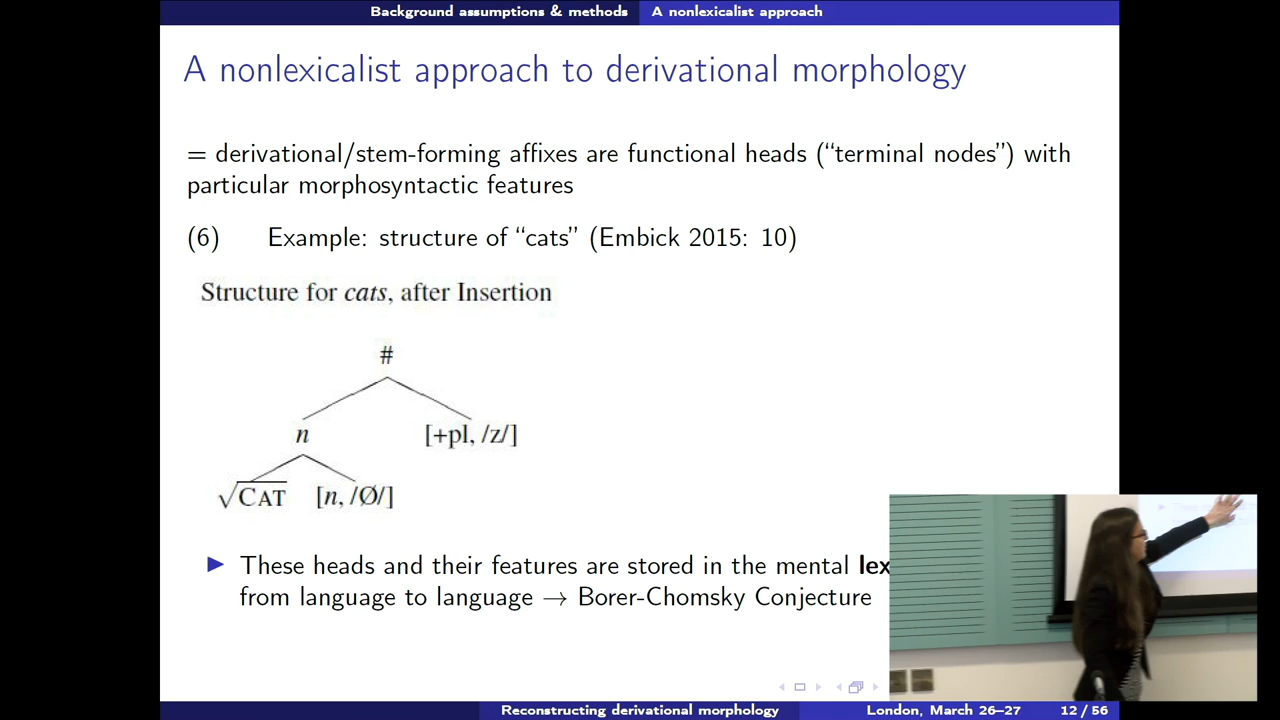 Background assumptions & methods A nonlexicalist approach
A nonlexicalist approach to derivational morphology
= derivational/stem-forming affixes are functional heads (“terminal nodes”) with
particular morphosyntactic features
(6) Example: structure of “cats” (Embick 2015: 10)
Structure for cats, after Insertion
#
n [+pl, /z/]
√CAT [n, /Ø/]
▶ These heads and their features are stored in the mental lex
from language to language → Borer-Chomsky Conjecture
Reconstructing derivational morphology London, March 26–27 12 / 56